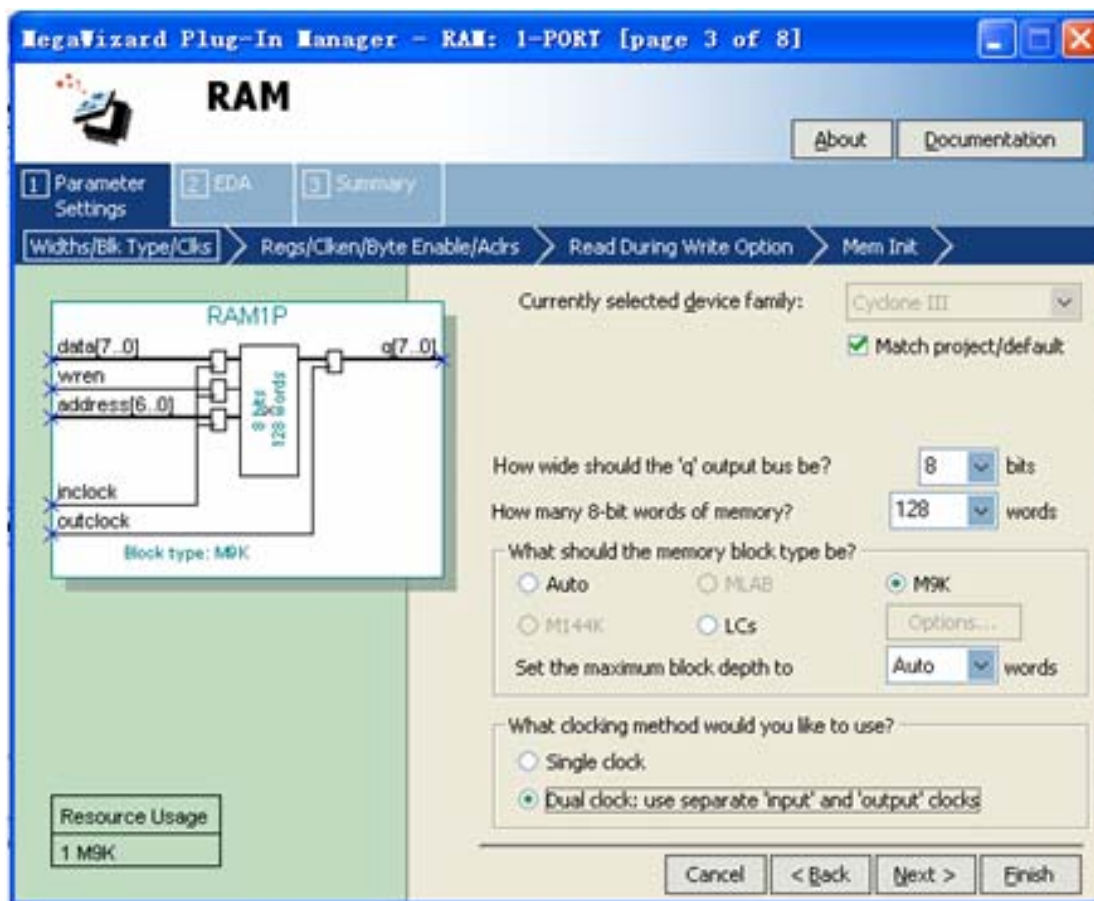 MegaWizard Plug-In Manager - RAM: 1-PORT [page 3 of 8]
RAM
About
Documentation
1 Parameter Settings
2 EDA
3 Summary
Widths/Blk Type/Clks
Regs/Clken/Byte Enable/Aclrs
Read During Write Option
Mem Init
RAM1P
data[7..0]
q[7..0]
wren
address[6..0]
8 bits
128 words
inclock
outclock
Block type: M9K
Resource Usage
1 M9K
Currently selected device family:
Cyclone III
Match project/default
How wide should the 'q' output bus be?
8
bits
How many 8-bit words of memory?
128
words
What should the memory block type be?
Auto
MLAB
M9K
M144K
LCs
Options...
Set the maximum block depth to
Auto
words
What clocking method would you like to use?
Single clock
Dual clock: use separate 'input' and 'output' clocks
Cancel
< Back
Next >
Finish